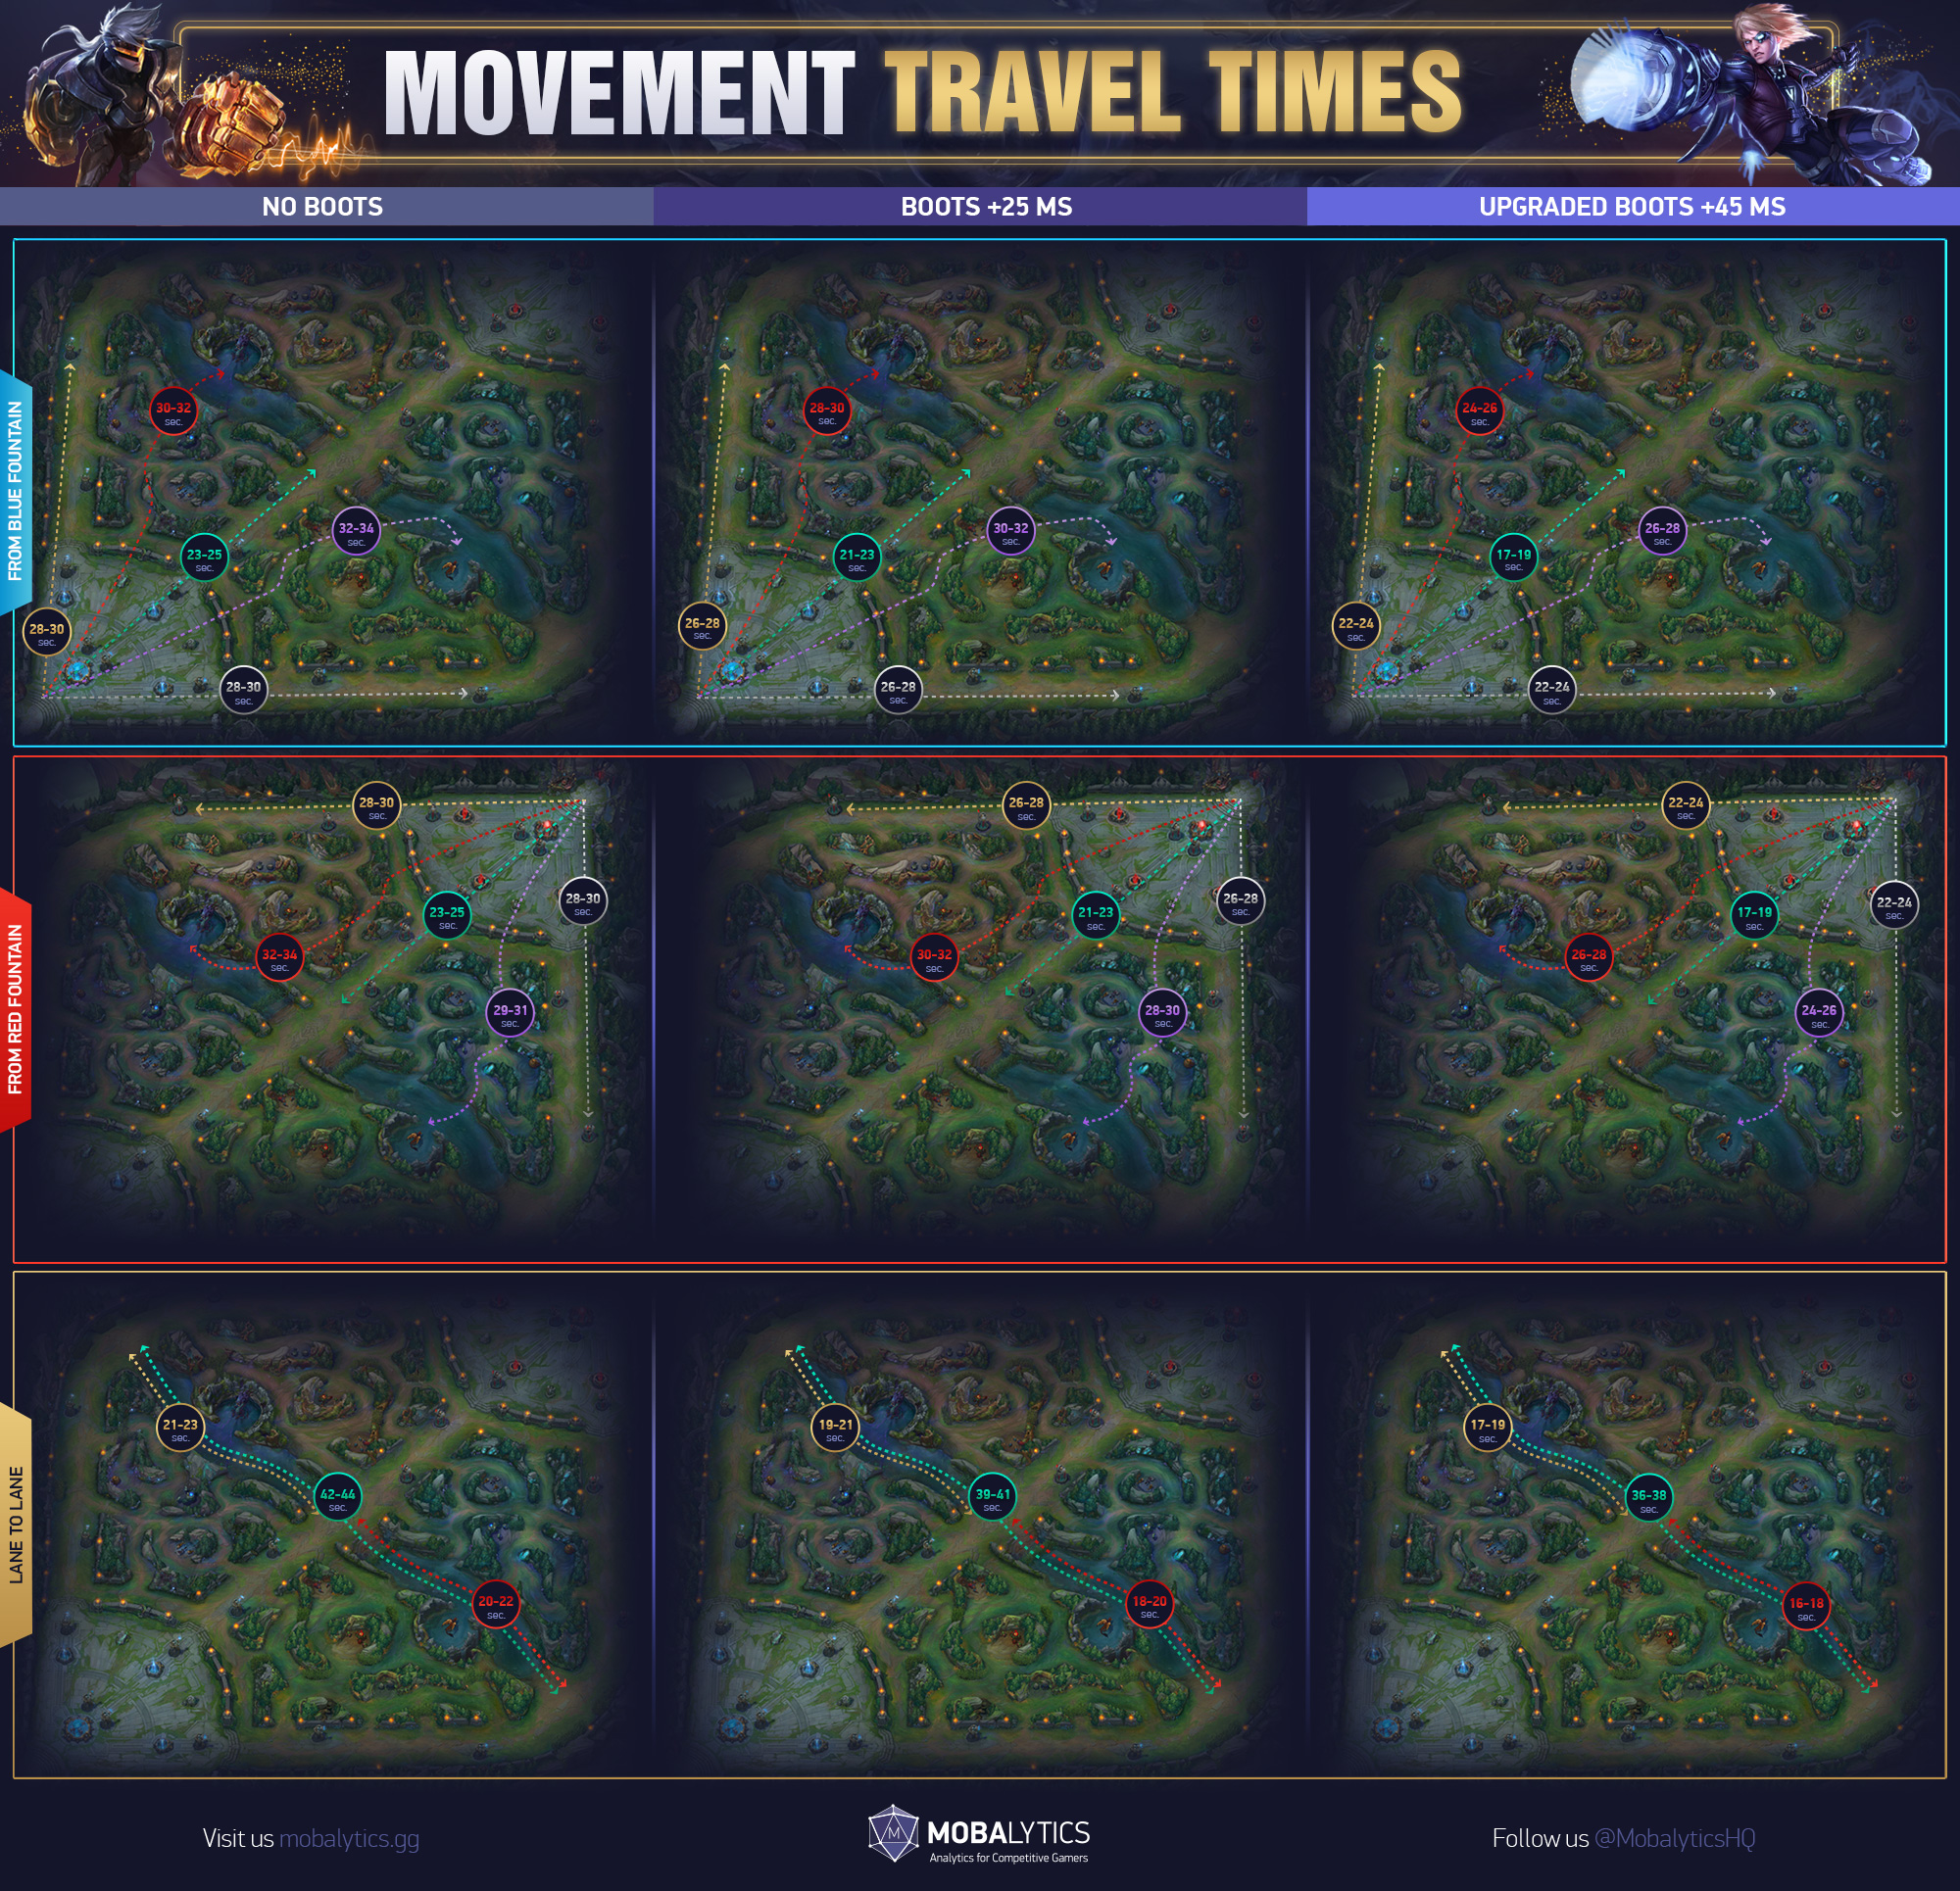 MOVEMENT TRAVEL TIMES
NO BOOTS
BOOTS +25 MS
UPGRADED BOOTS +45 MS
FROM BLUE FOUNTAIN
30-32
sec.
32-34
sec.
23-25
sec.
28-30
sec.
28-30
sec.
28-30
sec.
30-32
sec.
21-23
sec.
26-28
sec.
26-28
sec.
24-26
sec.
26-28
sec.
17-19
sec.
22-24
sec.
22-24
sec.
FROM RED FOUNTAIN
28-30
sec.
28-30
sec.
23-25
sec.
32-34
sec.
29-31
sec.
26-28
sec.
26-28
sec.
21-23
sec.
30-32
sec.
28-30
sec.
22-24
sec.
22-24
sec.
17-19
sec.
26-28
sec.
24-26
sec.
LANE TO LANE
21-23
sec.
42-44
sec.
20-22
sec.
19-21
sec.
39-41
sec.
18-20
sec.
17-19
sec.
36-38
sec.
16-18
sec.
Visit us mobalytics.gg
M
MOBALYTICS
Analytics for Competitive Gamers
Follow us @MobalyticsHQ